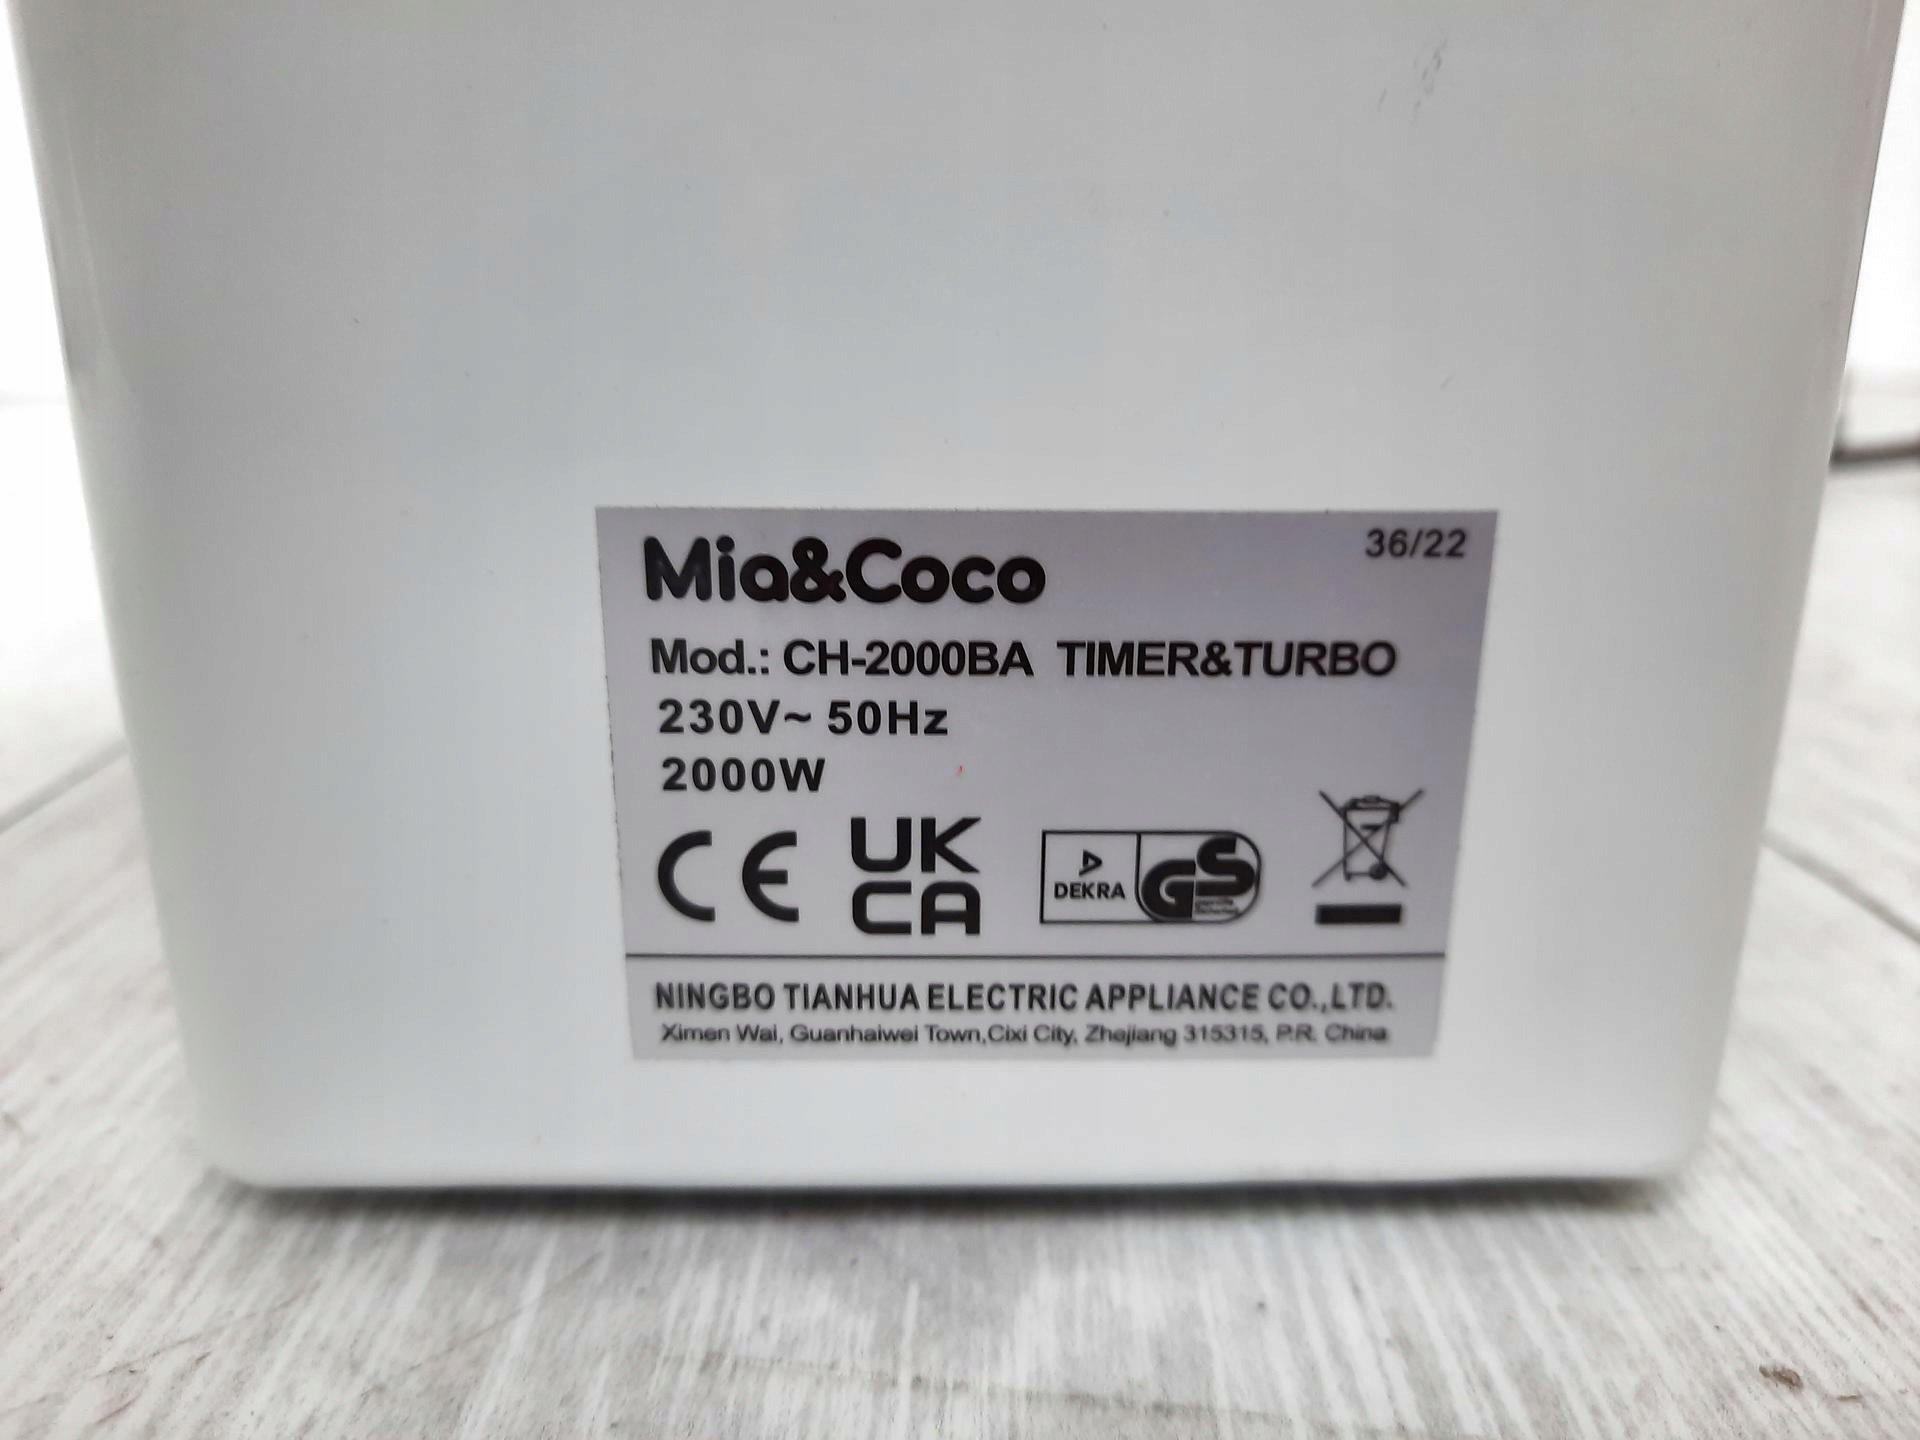 Mia&Coco
36/22
Mod.: CH-2000BA TIMER&TURBO
230V~ 50Hz
2000W
CE
UK
CA
DEKRA
GS
NINGBO TIANHUA ELECTRIC APPLIANCE CO.,LTD.
Ximen Wai, Guanhaiwei Town,Cixi City, Zhejiang 315315, P.R. China